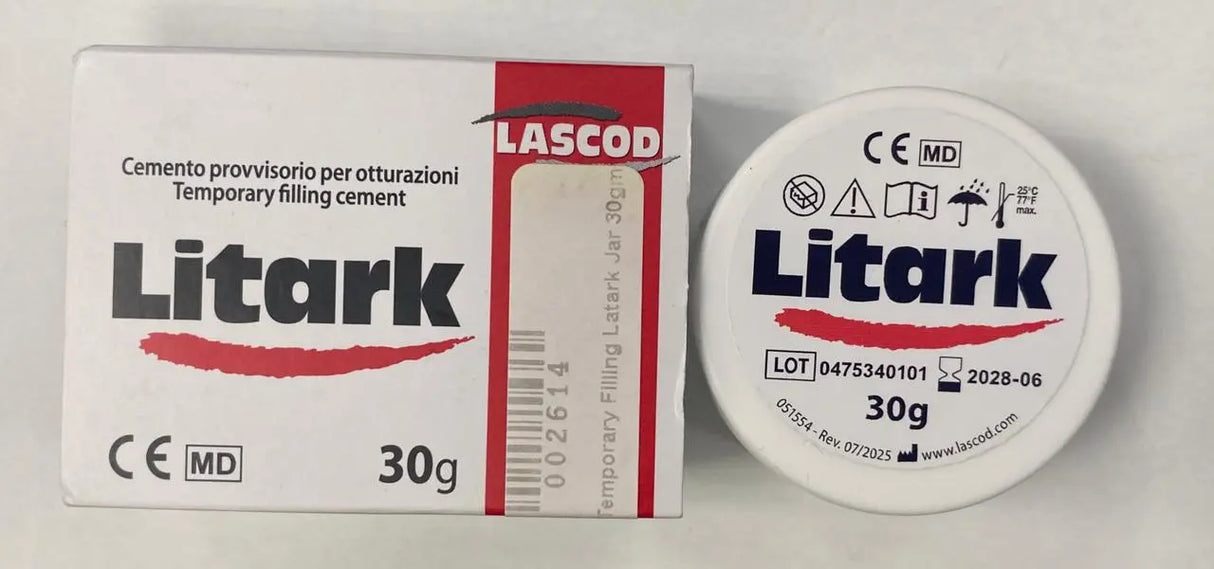 Cemento provvisorio per otturazioni
Temporary filling cement
Litark
CE MD
30g
LASCOD
Temporary Filling Latark Jar 30gm
002614
CE MD
25°C
77°F
max.
Litark
LOT 0475340101 2028-06
30g
051554 - Rev. 07/2025 www.lascod.com